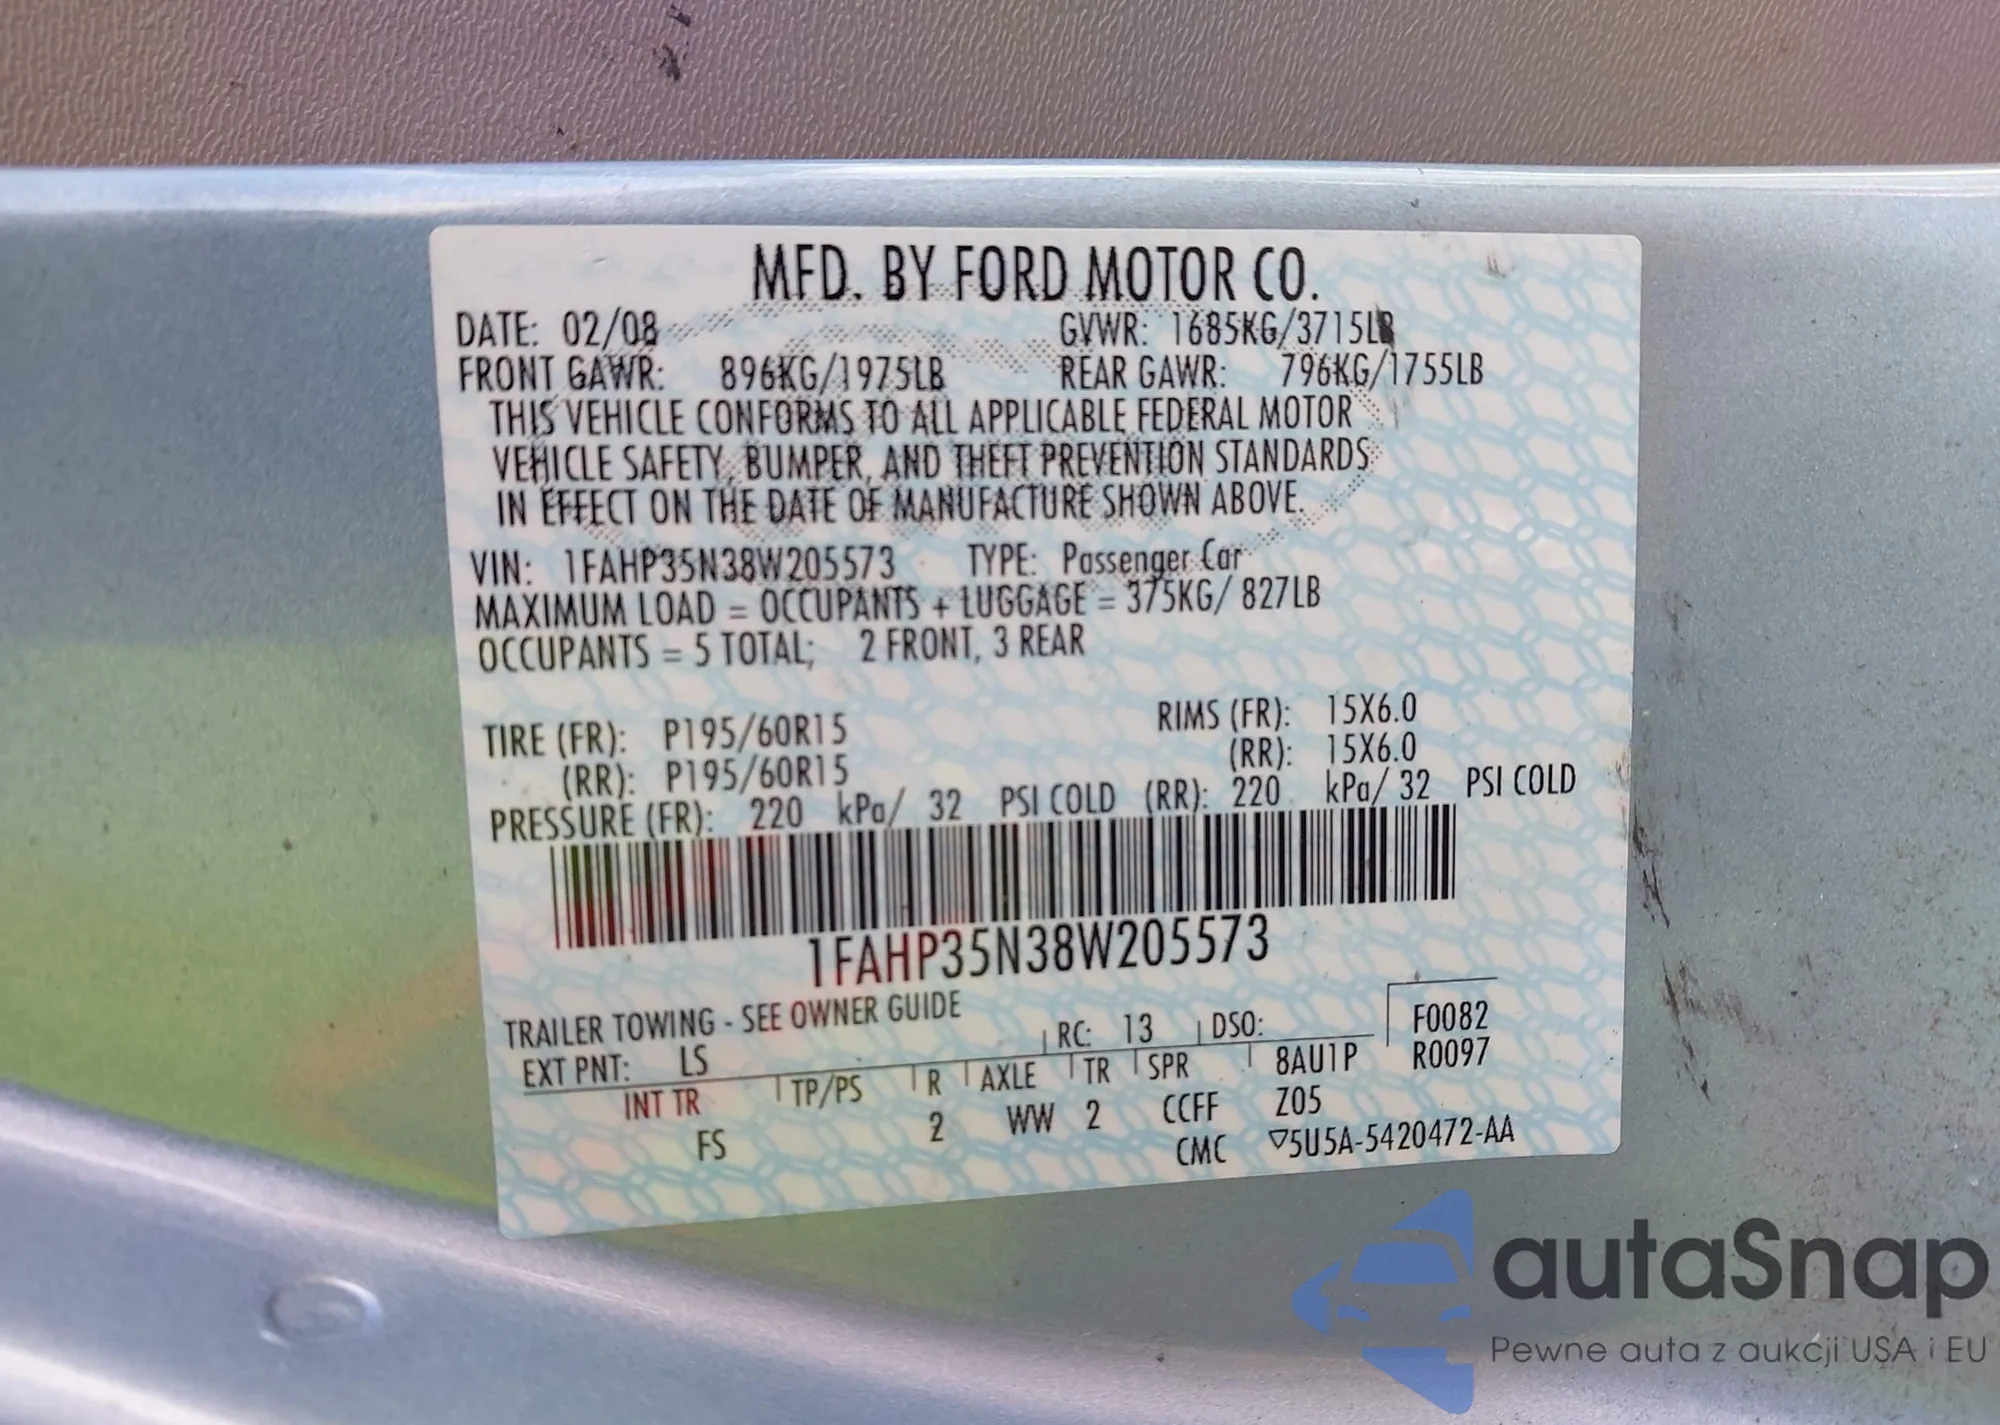 MFD. BY FORD MOTOR CO.
DATE: 02/08 GVWR: 1685KG/3715LB
FRONT GAWR: 896KG/1975LB REAR GAWR: 796KG/1755LB
THIS VEHICLE CONFORMS TO ALL APPLICABLE FEDERAL MOTOR
VEHICLE SAFETY, BUMPER, AND THEFT PREVENTION STANDARDS
IN EFFECT ON THE DATE OF MANUFACTURE SHOWN ABOVE.
VIN: 1FAHP35N38W205573 TYPE: Passenger Car
MAXIMUM LOAD = OCCUPANTS + LUGGAGE = 375KG/ 827LB
OCCUPANTS = 5 TOTAL; 2 FRONT, 3 REAR
TIRE (FR): P195/60R15 RIMS (FR): 15X6.0
(RR): P195/60R15 (RR): 15X6.0
PRESSURE (FR): 220 kPa/ 32 PSI COLD (RR): 220 kPa/ 32 PSI COLD
1FAHP35N38W205573
TRAILER TOWING - SEE OWNER GUIDE
EXT PNT: LS RC: 13 DSO: F0082
INT TR TP/PS R AXLE TR SPR 8AU1P R0097
FS 2 WW 2 CCFF Z05
CMC ▽5U5A-5420472-AA
autaSnap
Pewne auta z aukcji USA i EU